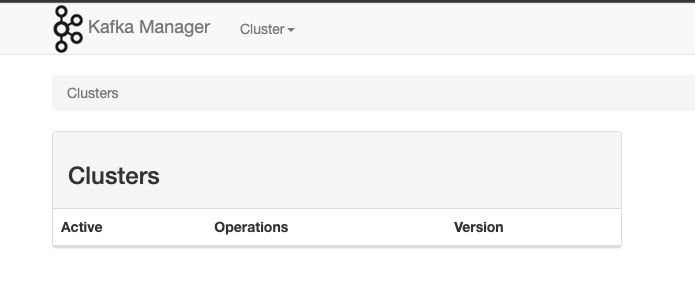 Kafka Manager Cluster
Clusters
Clusters
Active Operations Version